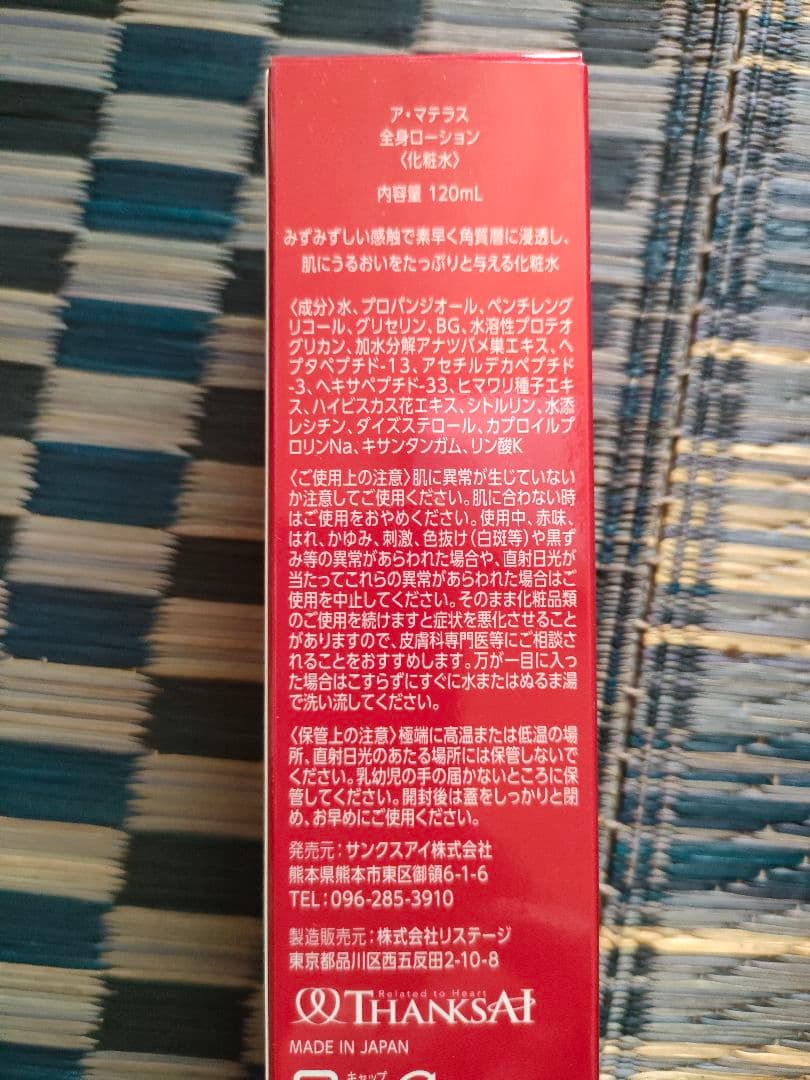 ア・マテラス
全身ローション
〈化粧水〉
内容量 120mL
みずみずしい感触で素早く角質層に浸透し、
肌にうるおいをたっぷりと与える化粧水
〈成分〉水、プロパンジオール、ペンチレング
リコール、グリセリン、BG、水溶性プロテオ
グリカン、加水分解アナツバメ巣エキス、ヘ
プタペプチド-13、アセチルデカペプチド
-3、ヘキサペプチド-33、ヒマワリ種子エキ
ス、ハイビスカス花エキス、シトルリン、水添
レシチン、ダイズステロール、カプロイルプ
ロリンNa、キサンタンガム、リン酸K
〈ご使用上の注意〉肌に異常が生じていない
か注意してご使用ください。肌に合わない時
はご使用をおやめください。使用中、赤味、
はれ、かゆみ、刺激、色抜け(白斑等)や黒ず
み等の異常があらわれた場合や、直射日光が
当たってこれらの異常があらわれた場合はご
使用を中止してください。そのまま化粧品類
のご使用を続けますと症状を悪化させること
がありますので、皮膚科専門医等にご相談さ
れることをおすすめします。万が一目に入っ
た場合はこすらずにすぐに水またはぬるま湯
で洗い流してください。
〈保管上の注意〉極端に高温または低温の場
所、直射日光のあたる場所には保管しないで
ください。乳幼児の手の届かないところに保
管してください。開封後は蓋をしっかりと閉
め、お早めにご使用ください。
発売元:サンクスアイ株式会社
熊本県熊本市東区御領6-1-6
TEL:096-285-3910
製造販売元:株式会社リステージ
東京都品川区西五反田2-10-8
Related to Heart
THANKSAI
MADE IN JAPAN
キャップ